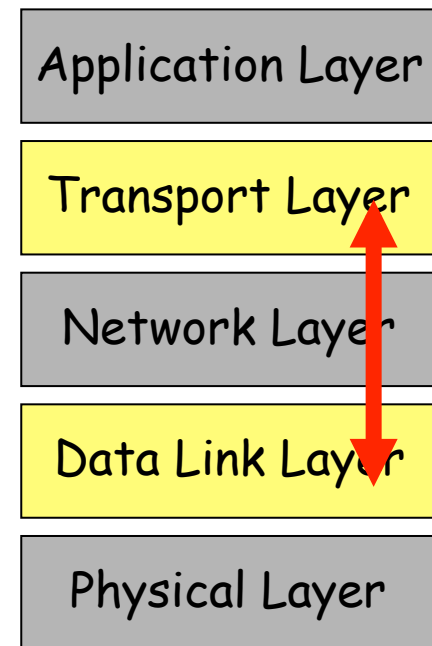 Application Layer
Transport Layer
Network Layer
Data Link Layer
Physical Layer